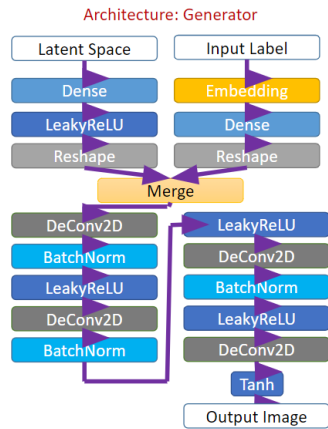 Architecture: Generator
Latent Space
Input Label
Dense
Embedding
LeakyReLU
Dense
Reshape
Reshape
Merge
DeConv2D
BatchNorm
LeakyReLU
DeConv2D
BatchNorm
LeakyReLU
DeConv2D
BatchNorm
LeakyReLU
DeConv2D
Tanh
Output Image